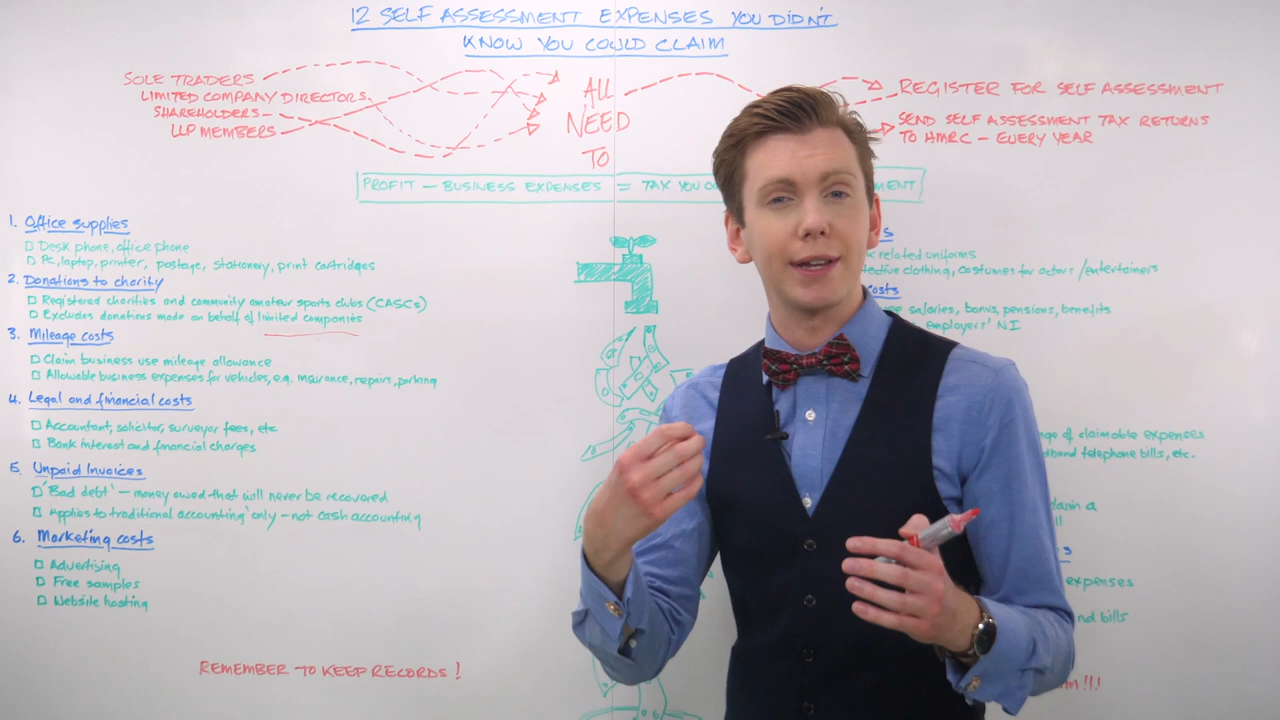 12 SELF ASSESSMENT EXPENSES YOU DIDN'T
KNOW YOU COULD CLAIM
SOLE TRADERS
LIMITED COMPANY DIRECTORS
SHAREHOLDERS
LLP MEMBERS
ALL
NEED
TO
REGISTER FOR SELF ASSESSMENT
SEND SELF ASSESSMENT TAX RETURNS
TO HMRC - EVERY YEAR
PROFIT - BUSINESS EXPENSES = TAX YOU
1. Office supplies
Desk phone, office phone
Pc, laptop, printer, postage, stationery, print cartridges
2. Donations to charity
Registered charities and community amateur sports clubs (CASCs)
Excludes donations made on behalf of limited companies
3. Mileage costs
Claim business use mileage allowance
Allowable business expenses for vehicles, e.g. insurance, repairs, parking
4. Legal and financial costs
Accountant, solicitor, surveyor fees, etc
Bank interest and financial charges
5. Unpaid Invoices
'Bad debt' - money owed that will never be recovered
Applies to 'traditional accounting' only - not cash accounting
6. Marketing costs
Advertising
Free samples
Website hosting
REMEMBER TO KEEP RECORDS!
related uniforms
clothing, costumes for actors / entertainers
costs
salaries, bonus, pensions, benefits
employers' NI
of claimable expenses
telephone bills, etc.
a
expenses
bills